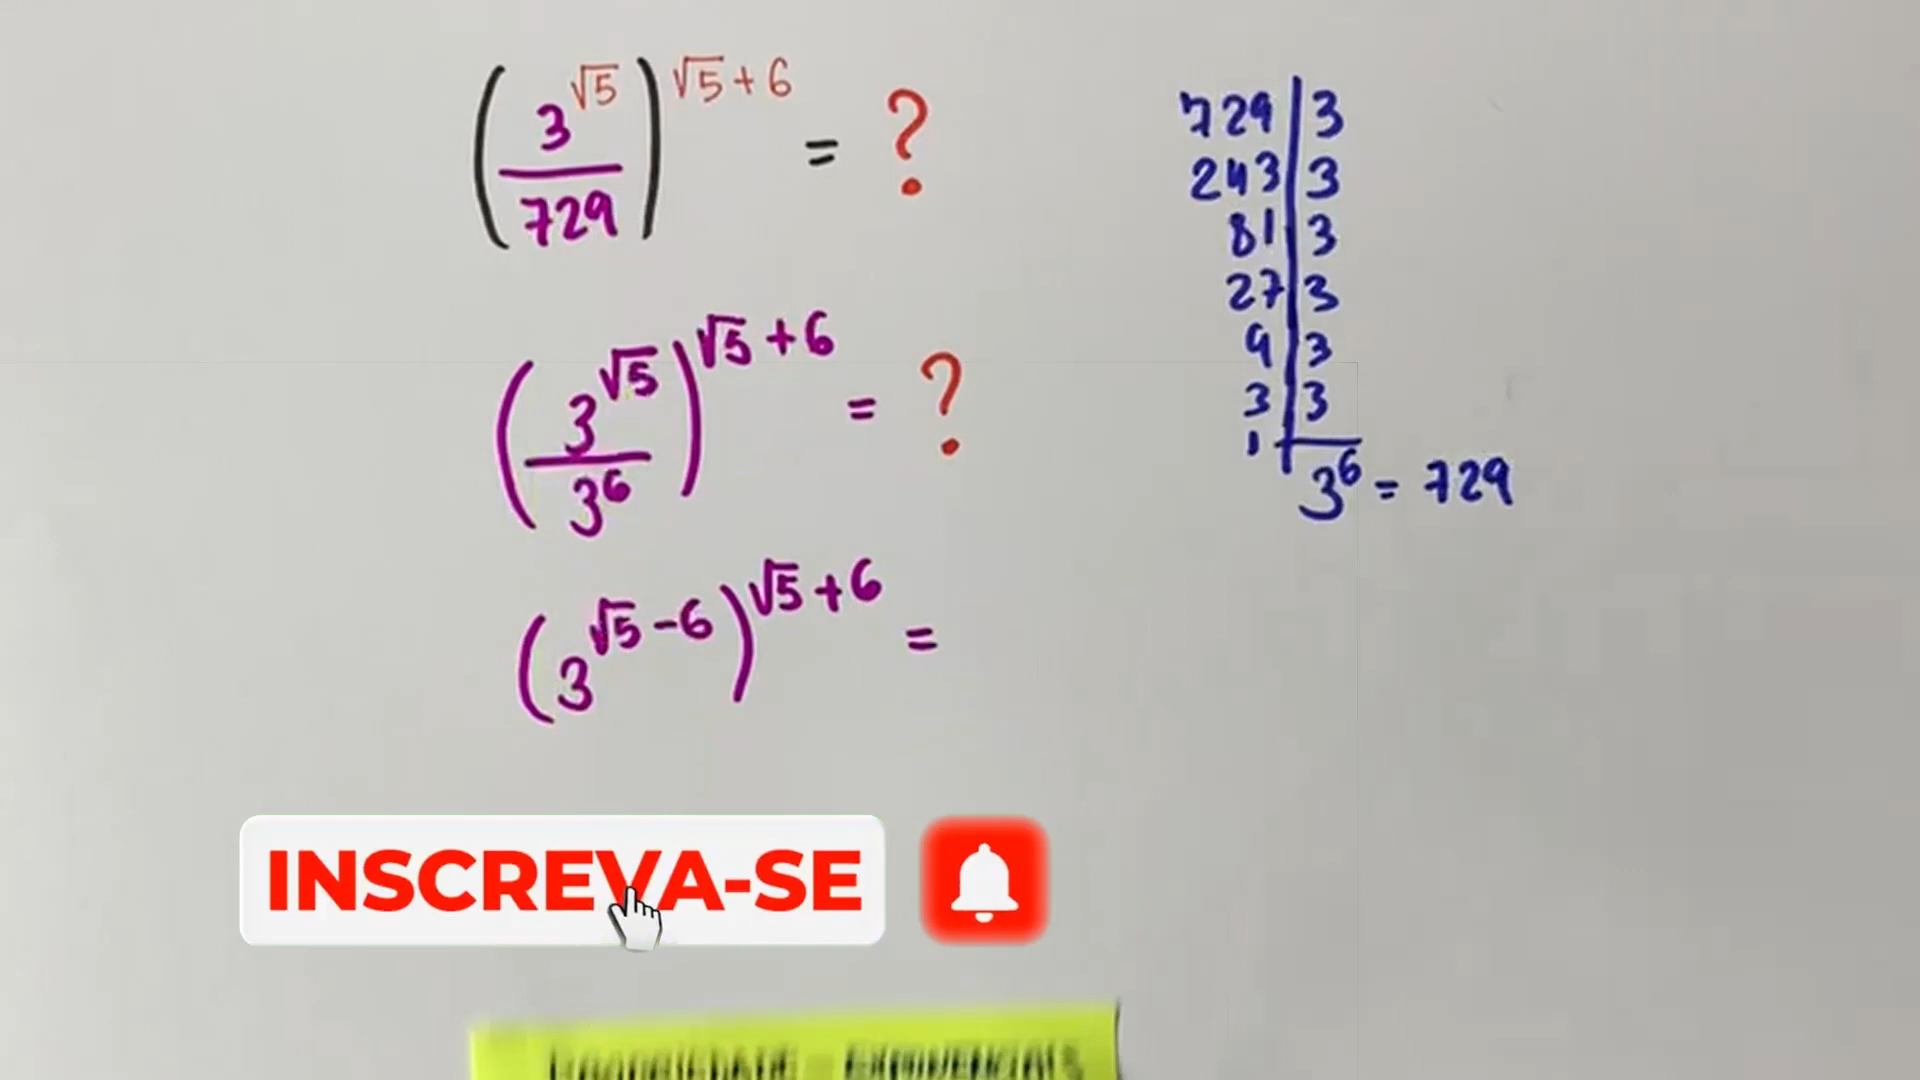 (3^√5/729)^√5+6 = ?
(3^√5/3^6)^√5+6 = ?
(3^√5-6)^√5+6 =
729|3
243|3
81|3
27|3
9|3
3|3
1|3^6 = 729
INSCREVA-SE